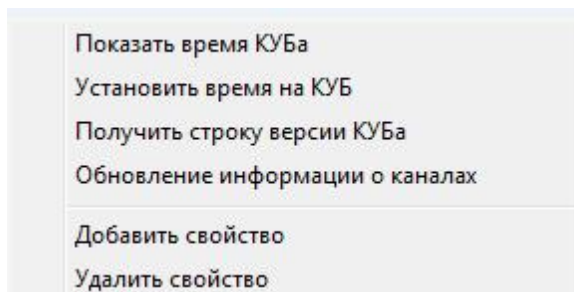 Показать время КУБа
Установить время на КУБ
Получить строку версии КУБа
Обновление информации о каналах
Добавить свойство
Удалить свойство